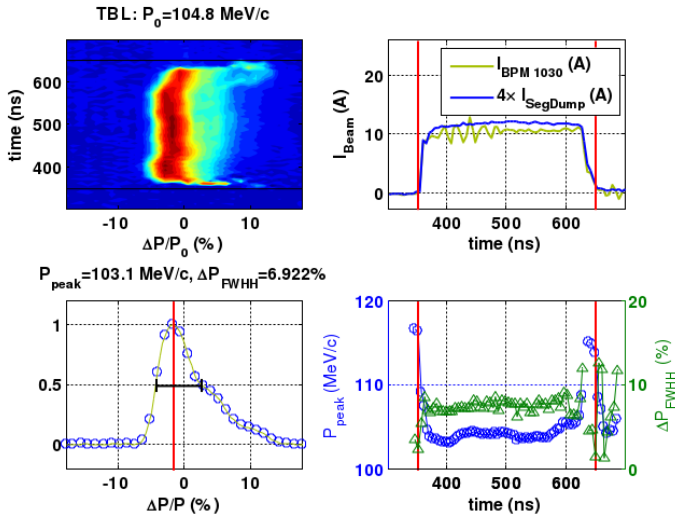 TBL: P0=104.8 MeV/c
time (ns)
600
500
400
-10 0 10
ΔP/P0 (%)
IBeam (A)
20
10
0
IBPM 1030 (A)
4× ISegDump (A)
400 500 600
time (ns)
Ppeak=103.1 MeV/c, ΔPFWHH=6.922%
1
0.5
0
-10 0 10
ΔP/P (%)
Ppeak (MeV/c)
120
110
100
20
10
0
ΔPFWHH (%)
400 500 600
time (ns)